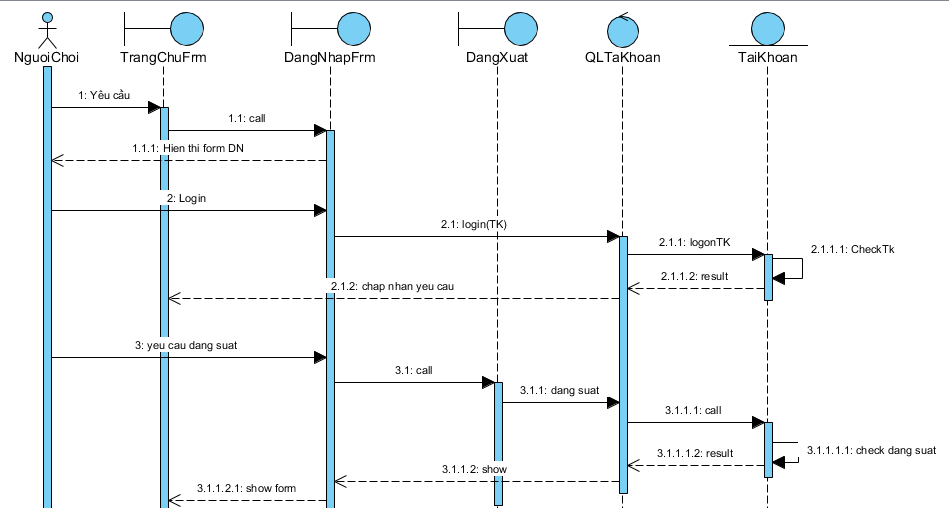 NguoiChoi
TrangChuFrm
DangNhapFrm
DangXuat
QLTaKhoan
TaiKhoan
1: Yêu cầu
1.1: call
1.1.1: Hien thi form DN
2: Login
2.1: login(TK)
2.1.1: logonTK
2.1.1.1: CheckTk
2.1.1.2: result
2.1.2: chap nhan yeu cau
3: yeu cau dang suat
3.1: call
3.1.1: dang suat
3.1.1.1: call
3.1.1.1.1: check dang suat
3.1.1.1.2: result
3.1.1.2: show
3.1.1.2.1: show form